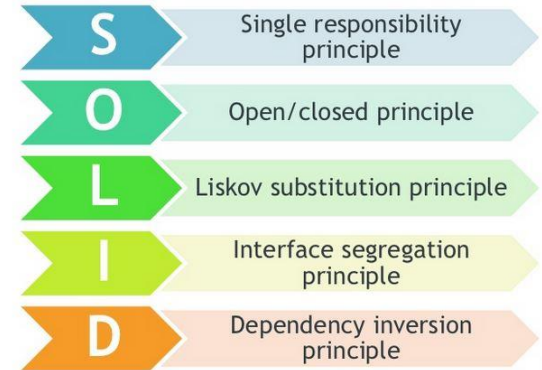 S
Single responsibility
principle
O
Open/closed principle
L
Liskov substitution principle
I
Interface segregation
principle
D
Dependency inversion
principle